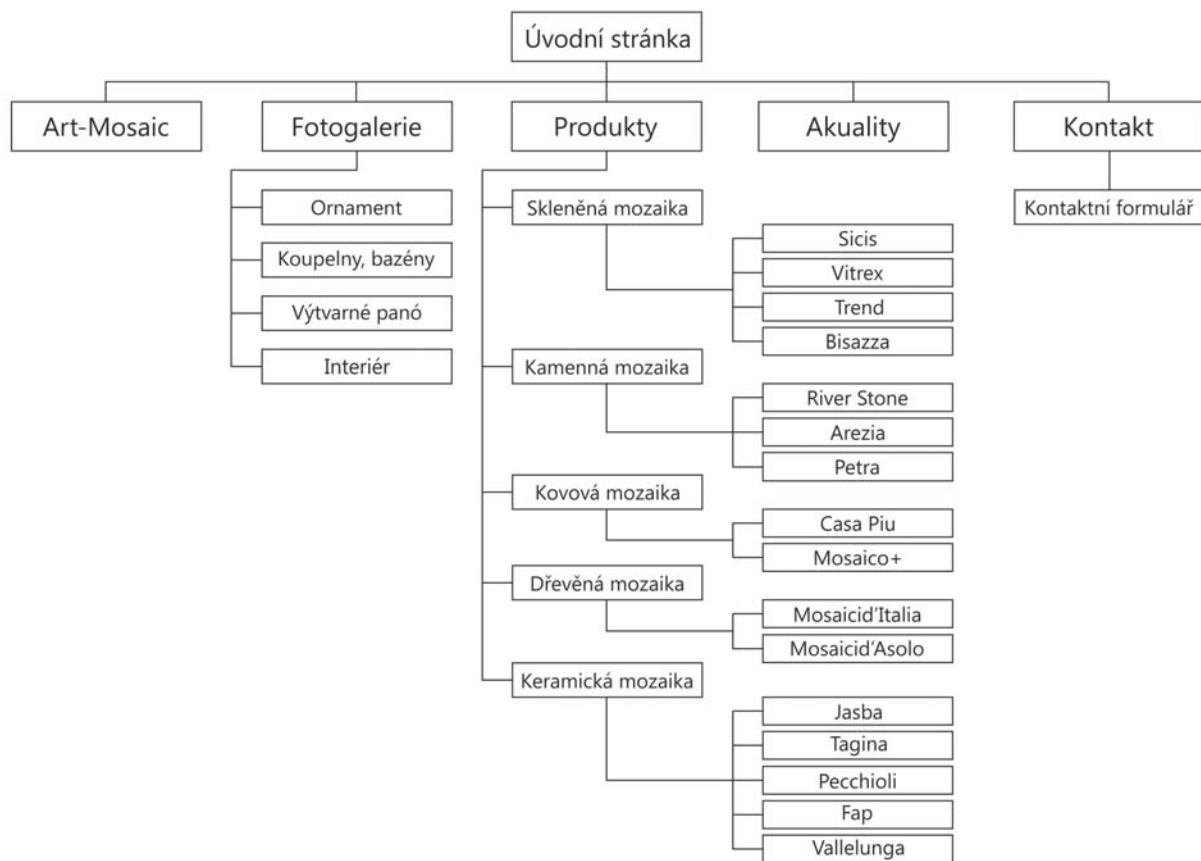 Úvodní stránka
Art-Mosaic
Fotogalerie
Produkty
Akuality
Kontakt
Ornament
Koupelny, bazény
Výtvarné panó
Interiér
Skleněná mozaika
Sicis
Vitrex
Trend
Bisazza
Kamenná mozaika
River Stone
Arezia
Petra
Kovová mozaika
Casa Piu
Mosaico+
Dřevěná mozaika
Mosaicid’Italia
Mosaicid‘Asolo
Keramická mozaika
Jasba
Tagina
Pecchioli
Fap
Vallelunga
Kontaktní formulář